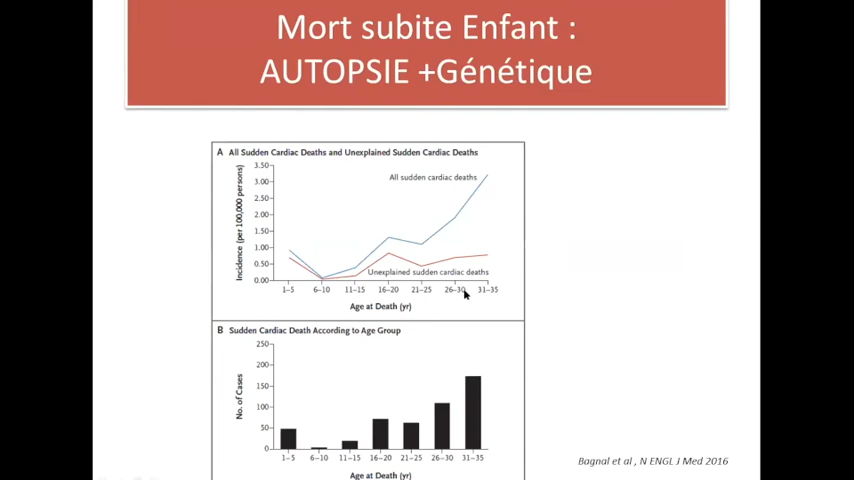 Mort subite Enfant :
AUTOPSIE +Génétique
A All Sudden Cardiac Deaths and Unexplained Sudden Cardiac Deaths
Incidence (per 100,000 persons)
3.50
3.00
2.50
2.00
1.50
1.00
0.50
0.00
All sudden cardiac deaths
Unexplained sudden cardiac deaths
1–5 6–10 11–15 16–20 21–25 26–30 31–35
Age at Death (yr)
B Sudden Cardiac Death According to Age Group
No. of Cases
250
200
150
100
50
0
1–5 6–10 11–15 16–20 21–25 26–35 31–35
Age at Death (yr)
Bagnal et al , N ENGL J Med 2016